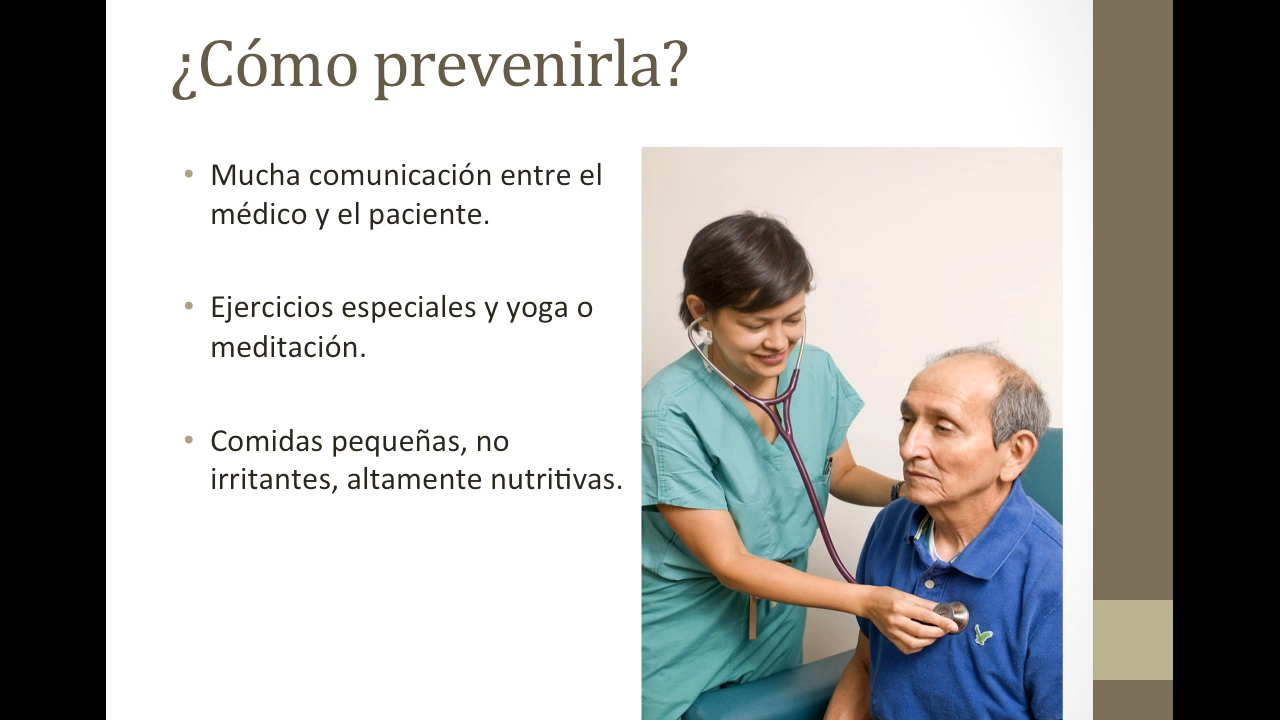 ¿Cómo prevenirla?
• Mucha comunicación entre el
médico y el paciente.
• Ejercicios especiales y yoga o
meditación.
• Comidas pequeñas, no
irritantes, altamente nutritivas.